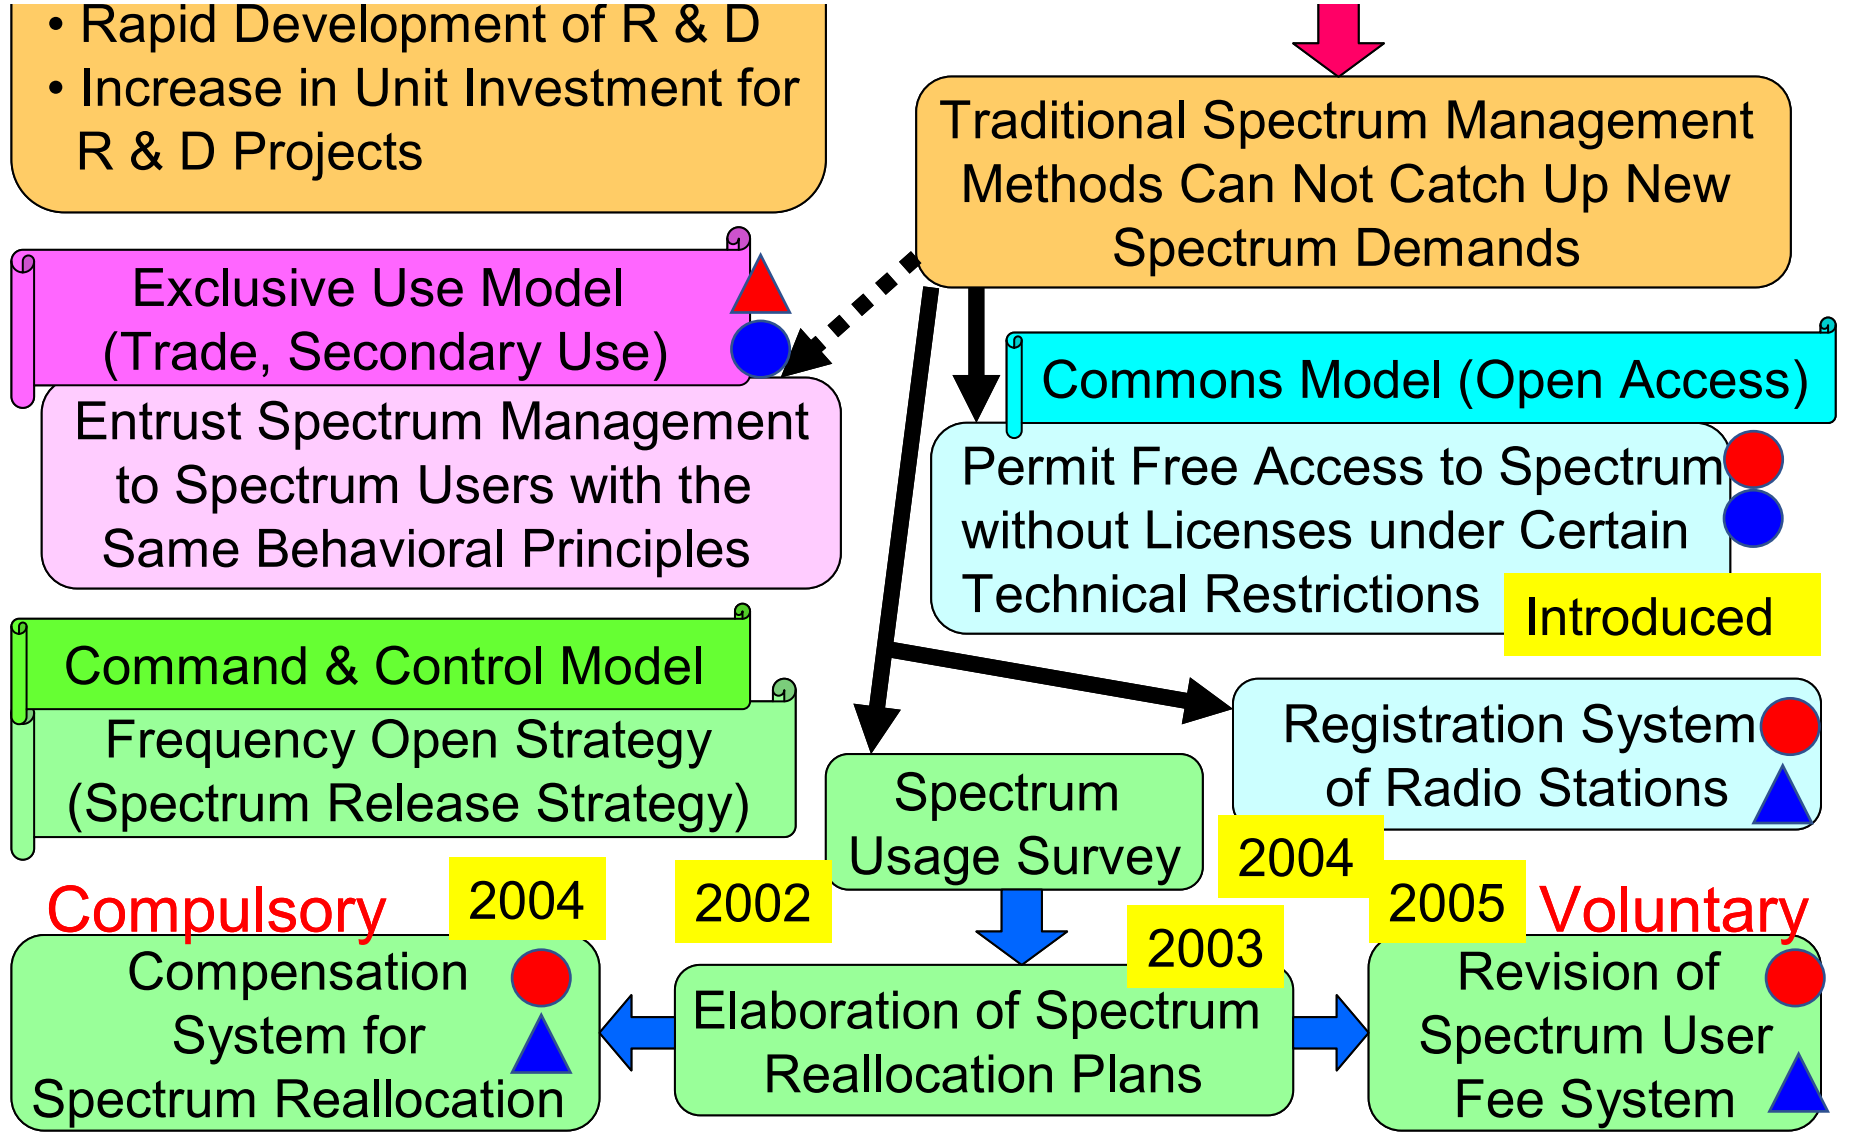 • Rapid Development of R & D
• Increase in Unit Investment for
R & D Projects
Traditional Spectrum Management
Methods Can Not Catch Up New
Spectrum Demands
Exclusive Use Model
(Trade, Secondary Use)
Entrust Spectrum Management
to Spectrum Users with the
Same Behavioral Principles
Commons Model (Open Access)
Permit Free Access to Spectrum
without Licenses under Certain
Technical Restrictions
Introduced
Command & Control Model
Frequency Open Strategy
(Spectrum Release Strategy)
Registration System
of Radio Stations
2004
Spectrum
Usage Survey
2002
Compulsory
2004
Compensation
System for
Spectrum Reallocation
2003
Elaboration of Spectrum
Reallocation Plans
2005
Voluntary
Revision of
Spectrum User
Fee System